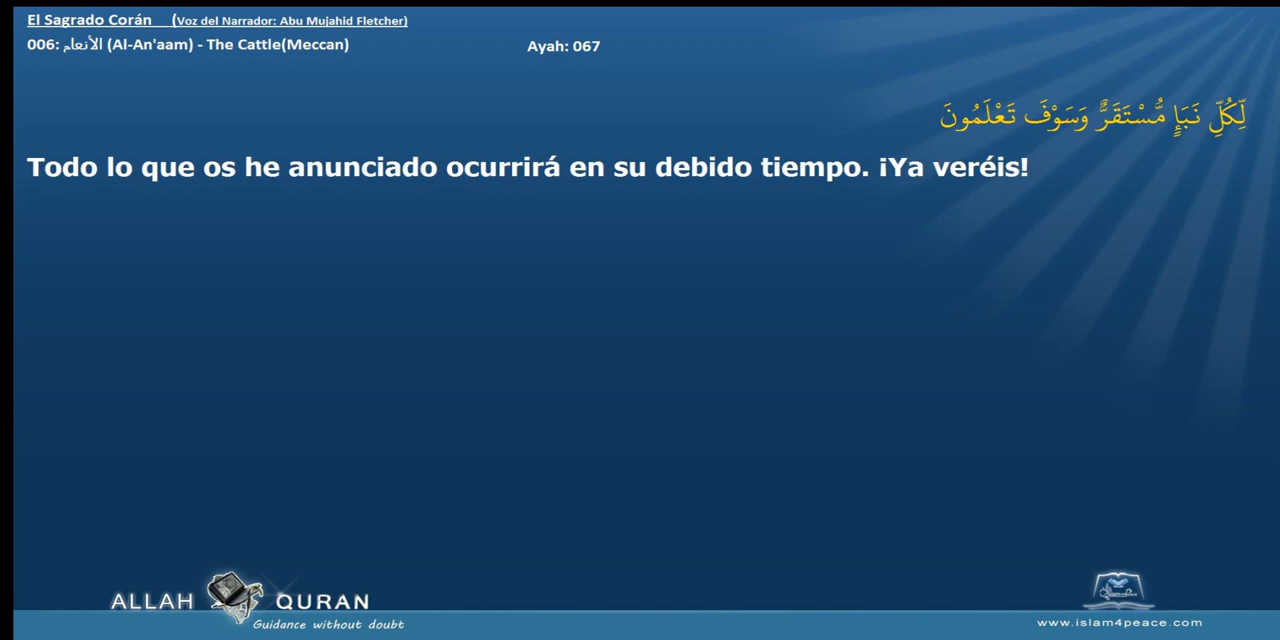 El Sagrado Corán (Voz del Narrador: Abu Mujahid Fletcher)
006: الأنعام (Al-An'aam) - The Cattle(Meccan) Ayah: 067
لِّكُلِّ نَبَإٍ مُّسْتَقَرٌّ وَسَوْفَ تَعْلَمُونَ
Todo lo que os he anunciado ocurrirá en su debido tiempo. ¡Ya veréis!
ALLAH QURAN
Guidance without doubt
www.islam4peace.com